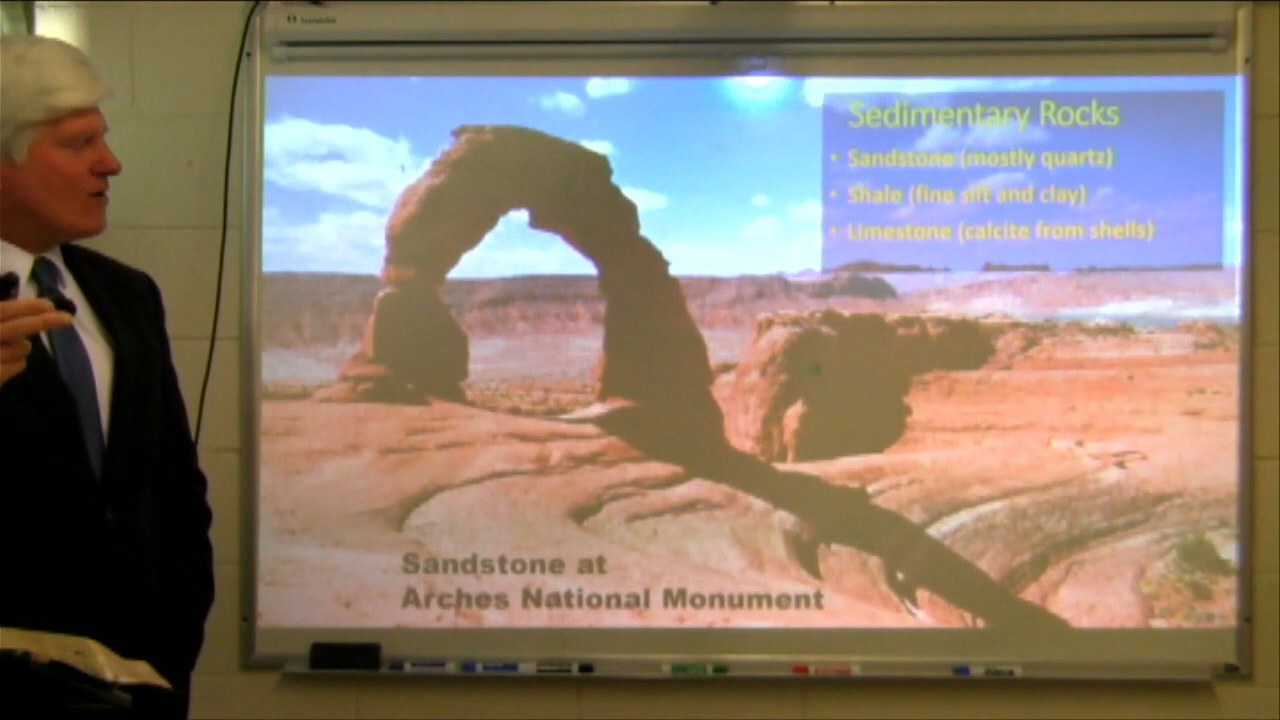 Sedimentary Rocks
• Sandstone (mostly quartz)
• Shale (fine silt and clay)
• Limestone (calcite from shells)
Sandstone at
Arches National Monument